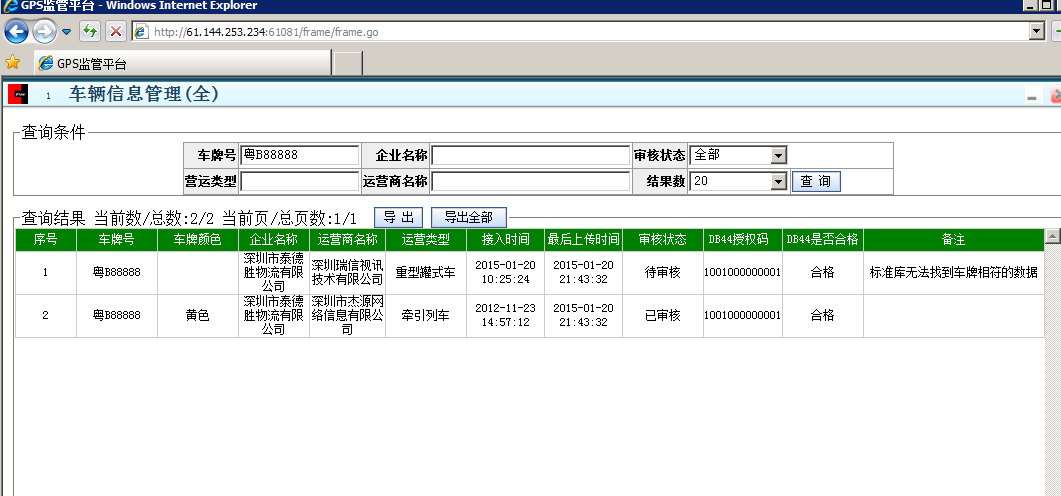 GPS监管平台 - Windows Internet Explorer
http://61.144.253.234:61081/frame/frame.go
GPS监管平台
1 车辆信息管理(全)
查询条件
车牌号 粤B88888 企业名称 审核状态 全部
营运类型 运营商名称 结果数 20 查 询
查询结果 当前数/总数:2/2 当前页/总页数:1/1 导 出 导出全部
序号 车牌号 车牌颜色 企业名称 运营商名称 运营类型 接入时间 最后上传时间 审核状态 DB44授权码 DB44是否合格 备注
1 粤B88888 深圳市泰德胜物流有限公司 深圳瑞信视讯技术有限公司 重型罐式车 2015-01-20 10:25:24 2015-01-20 21:43:32 待审核 1001000000001 合格 标准库无法找到车牌相符的数据
2 粤B88888 黄色 深圳市泰德胜物流有限公司 深圳市杰源网络信息有限公司 牵引列车 2012-11-23 14:57:12 2015-01-20 21:43:32 已审核 1001000000001 合格